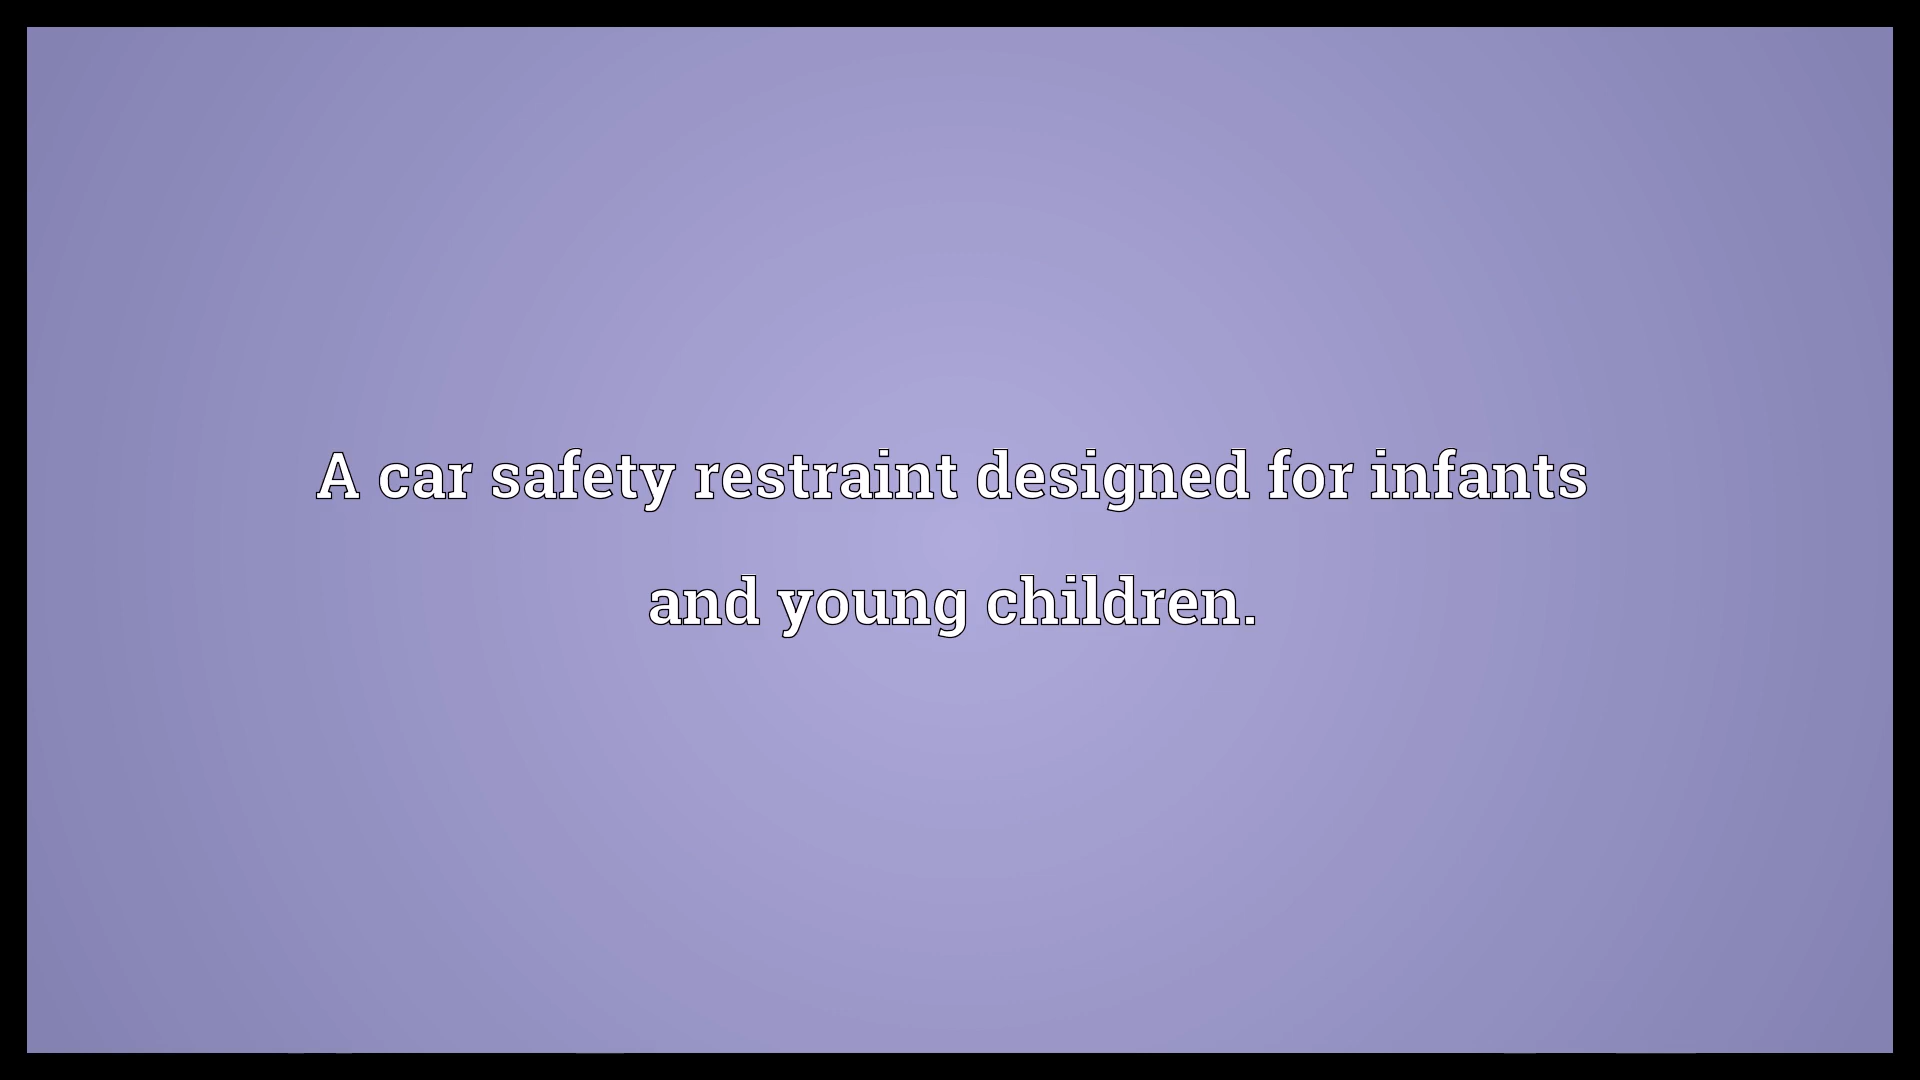 A car safety restraint designed for infants
and young children.